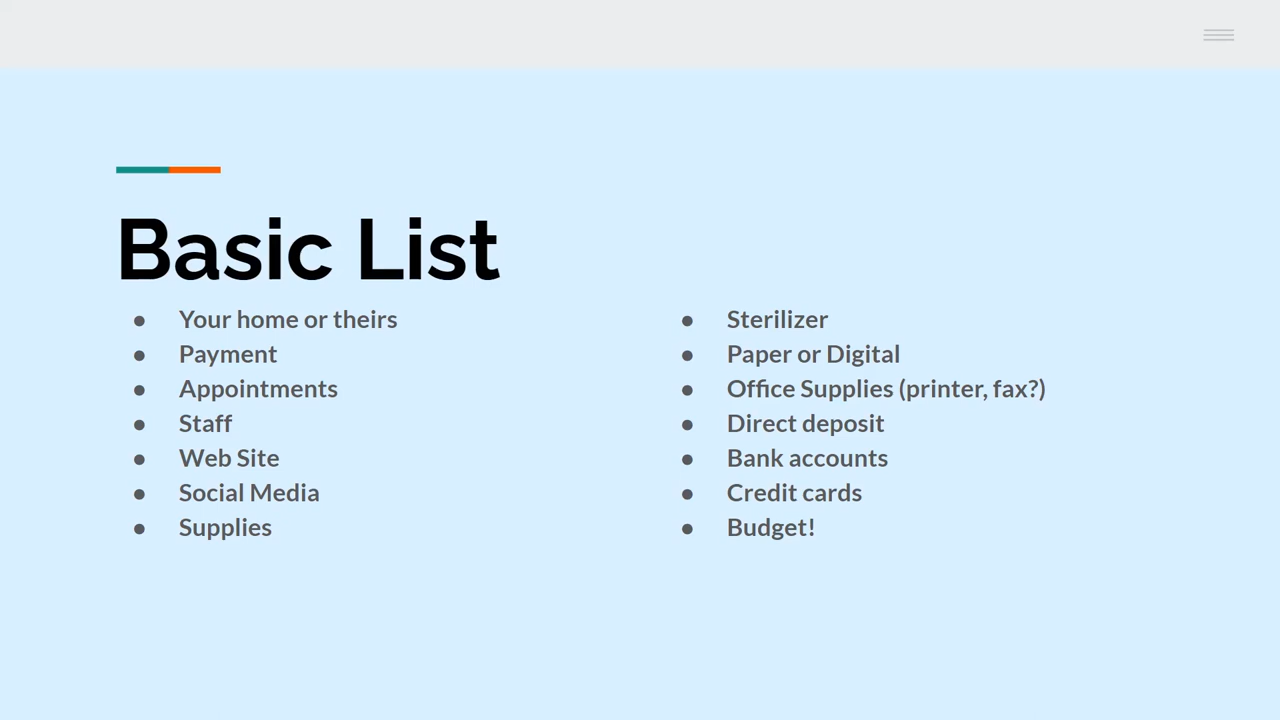 Basic List
● Your home or theirs
● Payment
● Appointments
● Staff
● Web Site
● Social Media
● Supplies
● Sterilizer
● Paper or Digital
● Office Supplies (printer, fax?)
● Direct deposit
● Bank accounts
● Credit cards
● Budget!